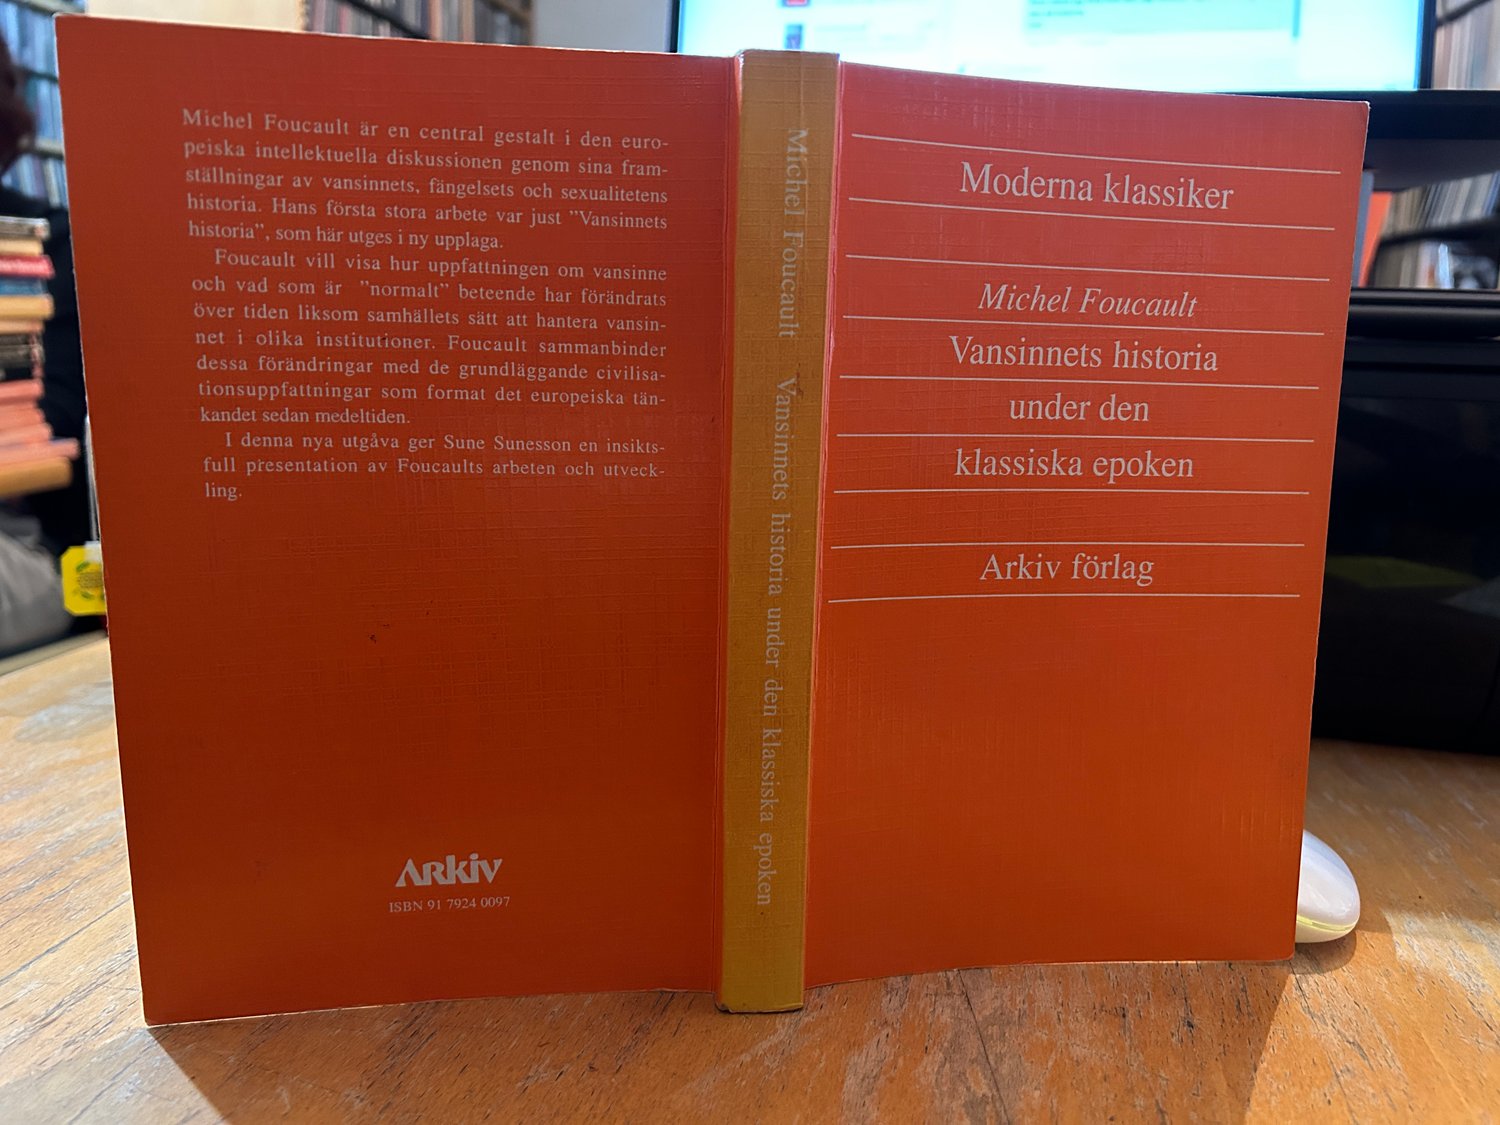 Michel Foucault är en central gestalt i den euro-
peiska intellektuella diskussionen genom sina fram-
ställningar av vansinnets, fängelsets och sexualitetens
historia. Hans första stora arbete var just ”Vansinnets
historia”, som här utges i ny upplaga.
Foucault vill visa hur uppfattningen om vansinne
och vad som är ”normalt” beteende har förändrats
över tiden liksom samhällets sätt att hantera vansin-
net i olika institutioner. Foucault sammanbinder
dessa förändringar med de grundläggande civilisa-
tionsuppfattningar som format det europeiska tän-
kandet sedan medeltiden.
I denna nya utgåva ger Sune Sunesson en insikts-
full presentation av Foucaults arbeten och utveck-
ling.
ARKiv
ISBN 91 7924 0097
Michel Foucault Vansinnets historia under den klassiska epoken
Moderna klassiker
Michel Foucault
Vansinnets historia
under den
klassiska epoken
Arkiv förlag